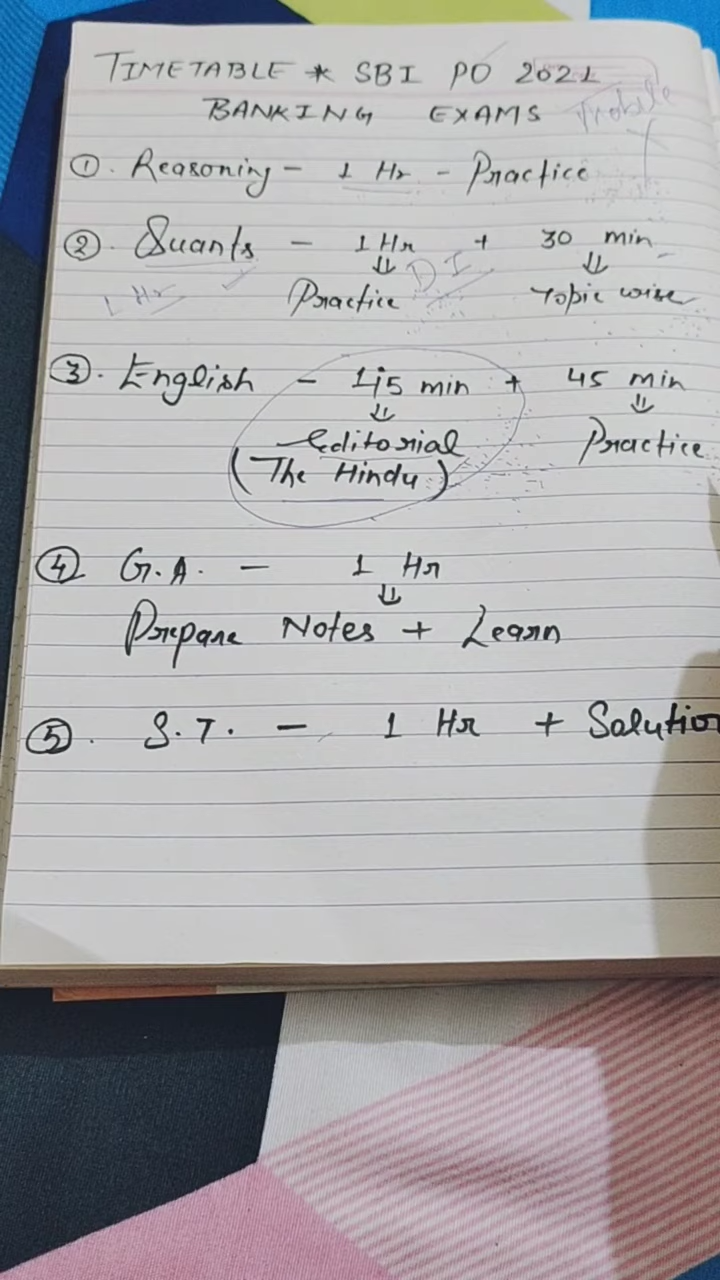 TIMETABLE * SBI PO 2021
BANKING EXAMS
① Reasoning - 1 Hr - Practice
② Quants - 1 Hr + 30 min
⇓ ⇓
1 Hr Practice DI Topic wise
③ English - 15 min + 45 min
⇓ ⇓
Editorial Practice
(The Hindu)
④ G.A. - 1 Hr
⇓
Prepare Notes + Learn
⑤ S.T. - 1 Hr + Solution